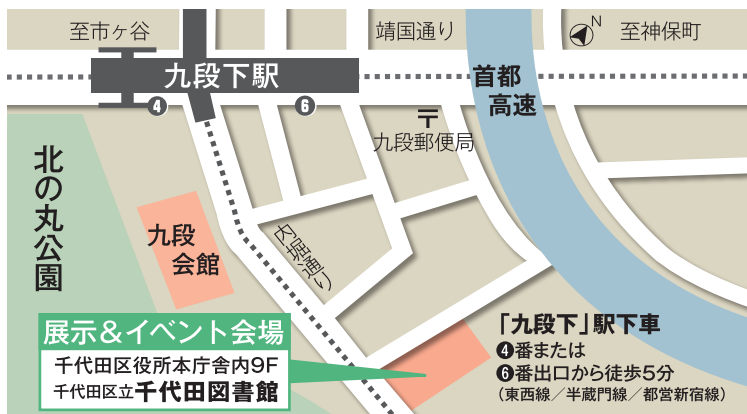 至市ヶ谷
靖国通り
N
至神保町
九段下駅
首都
高速
4
6
〒
九段郵便局
北の丸公園
九段
会館
内堀通り
展示&イベント会場
千代田区役所本庁舎内9F
千代田区立千代田図書館
「九段下」駅下車
❹番または
❻番出口から徒歩5分
(東西線/半蔵門線/都営新宿線)